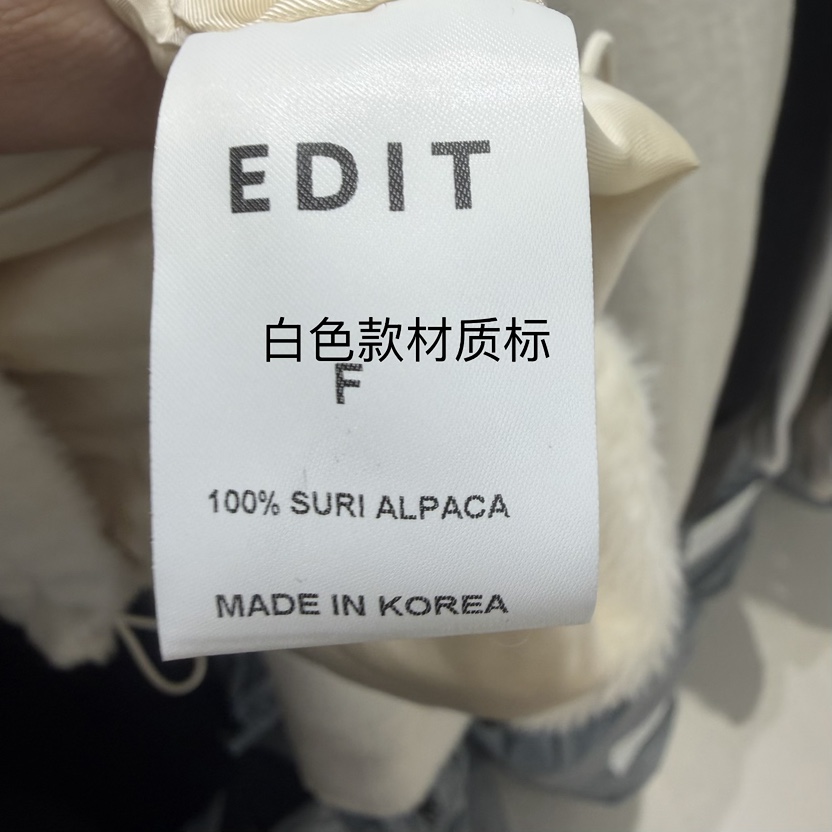 EDIT
白色款材质标
F
100% SURI ALPACA
MADE IN KOREA